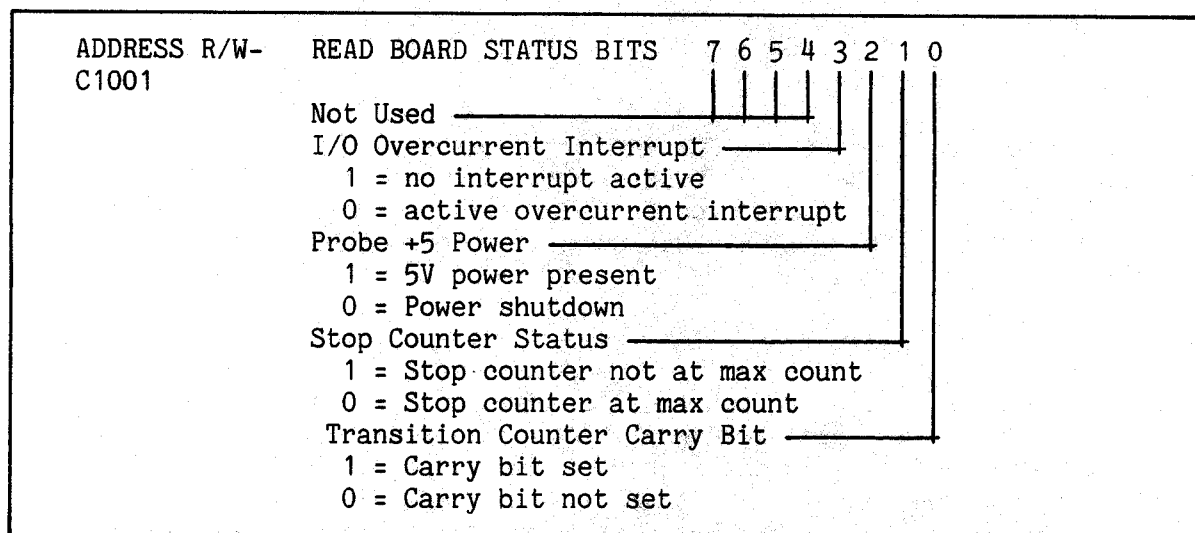 ADDRESS R/W- READ BOARD STATUS BITS 7 6 5 4 3 2 1 0
C1001
Not Used
I/O Overcurrent Interrupt
1 = no interrupt active
0 = active overcurrent interrupt
Probe +5 Power
1 = 5V power present
0 = Power shutdown
Stop Counter Status
1 = Stop counter not at max count
0 = Stop counter at max count
Transition Counter Carry Bit
1 = Carry bit set
0 = Carry bit not set